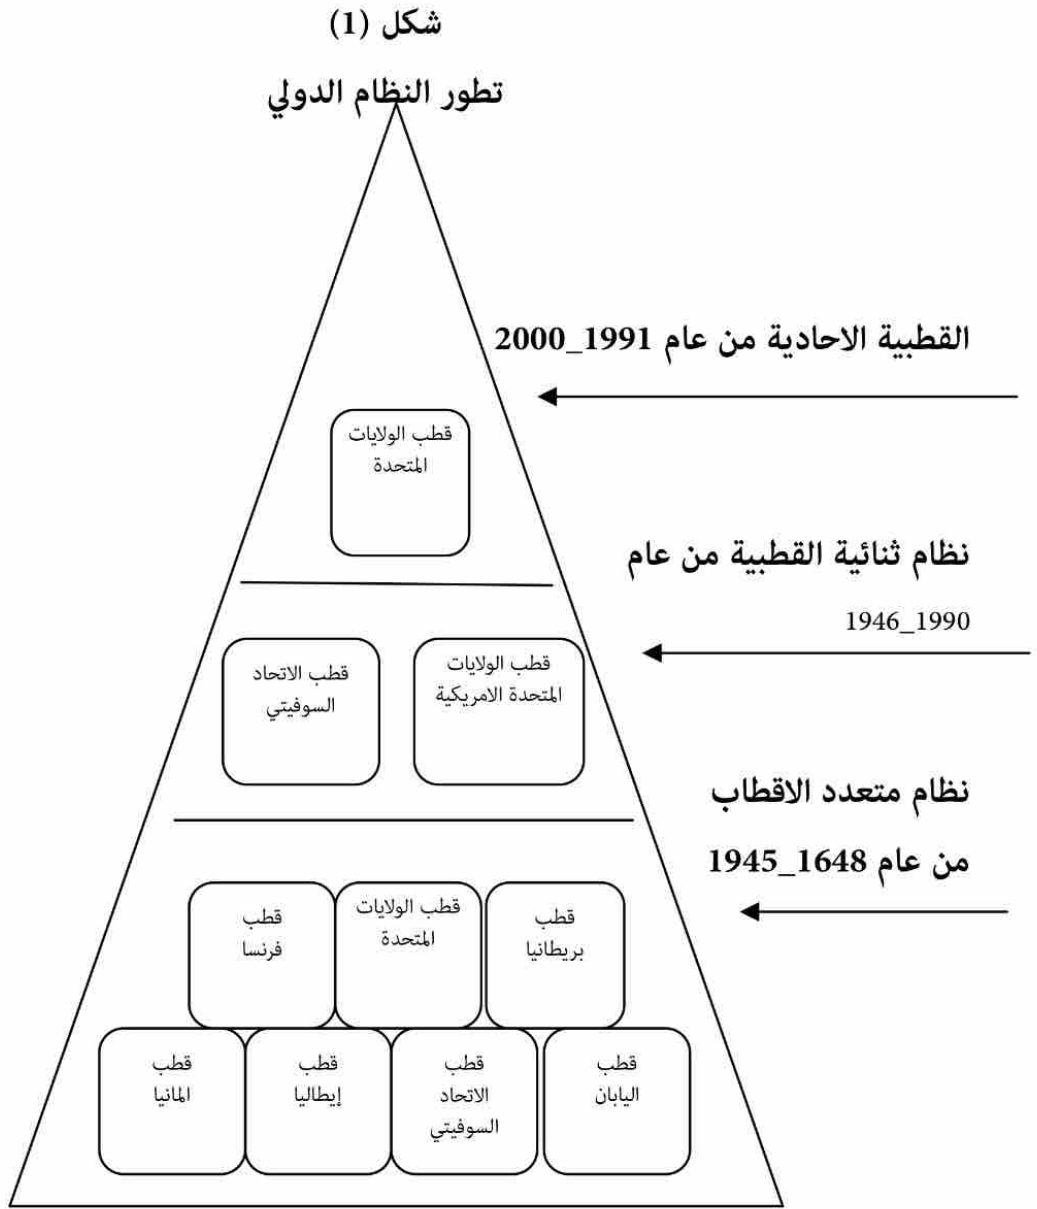 شكل (1)
تطور النظام الدولي
القطبية الاحادية من عام 1991_2000
قطب الولايات
المتحدة
نظام ثنائية القطبية من عام
1946_1990
قطب الولايات
المتحدة الامريكية
قطب الاتحاد
السوفيتي
نظام متعدد الاقطاب
من عام 1648_1945
قطب
بريطانيا
قطب الولايات
المتحدة
قطب
فرنسا
قطب
اليابان
قطب
الاتحاد
السوفيتي
قطب
إيطاليا
قطب
المانيا